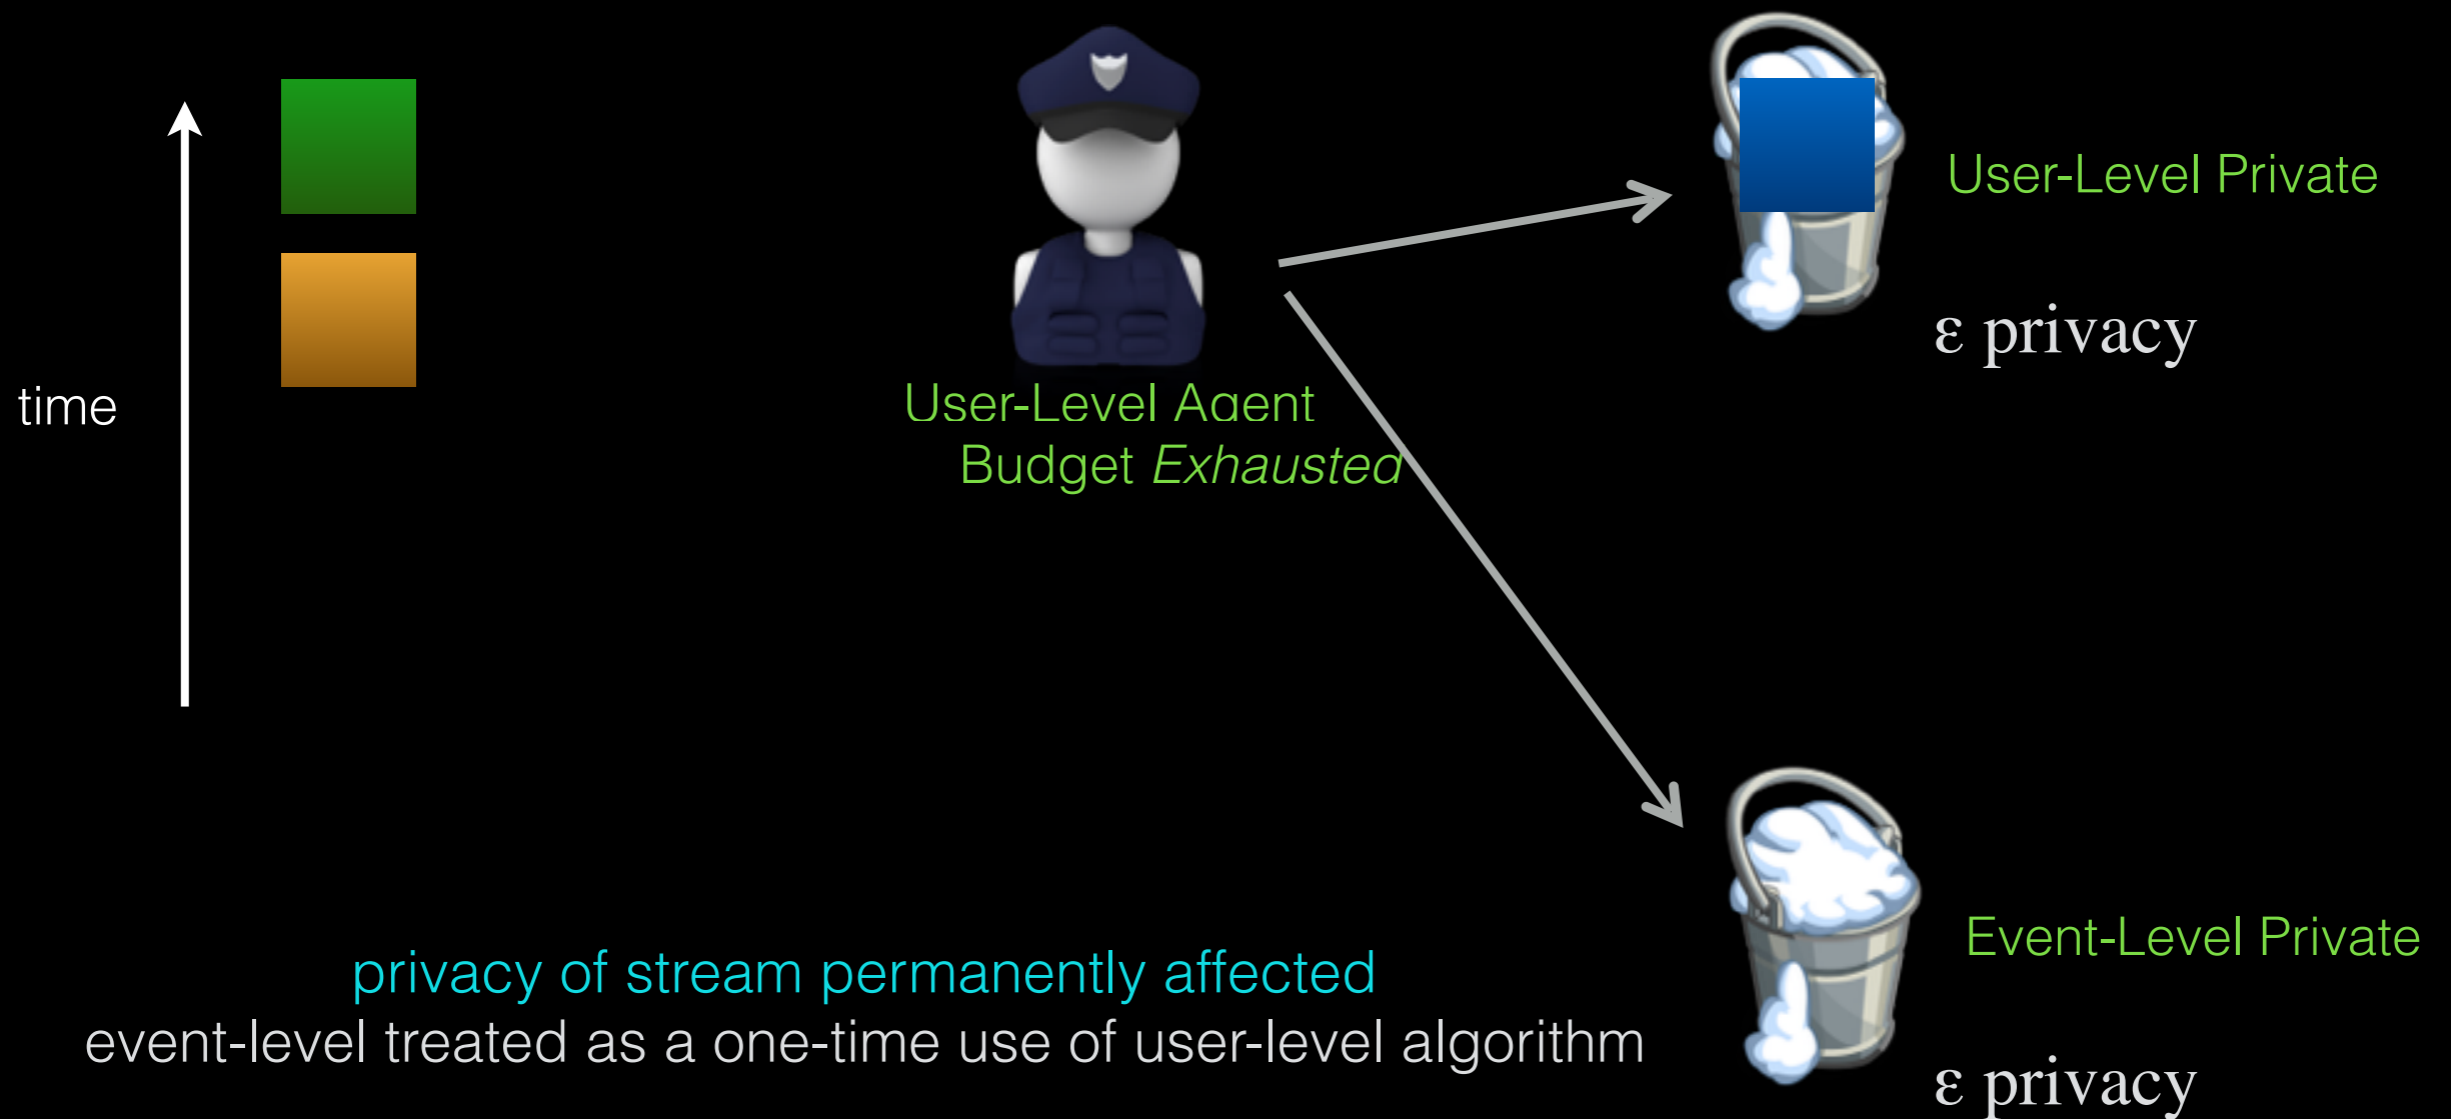 User-Level Private
ε privacy
time
User-Level Agent
Budget Exhausted
Event-Level Private
privacy of stream permanently affected
event-level treated as a one-time use of user-level algorithm
ε privacy